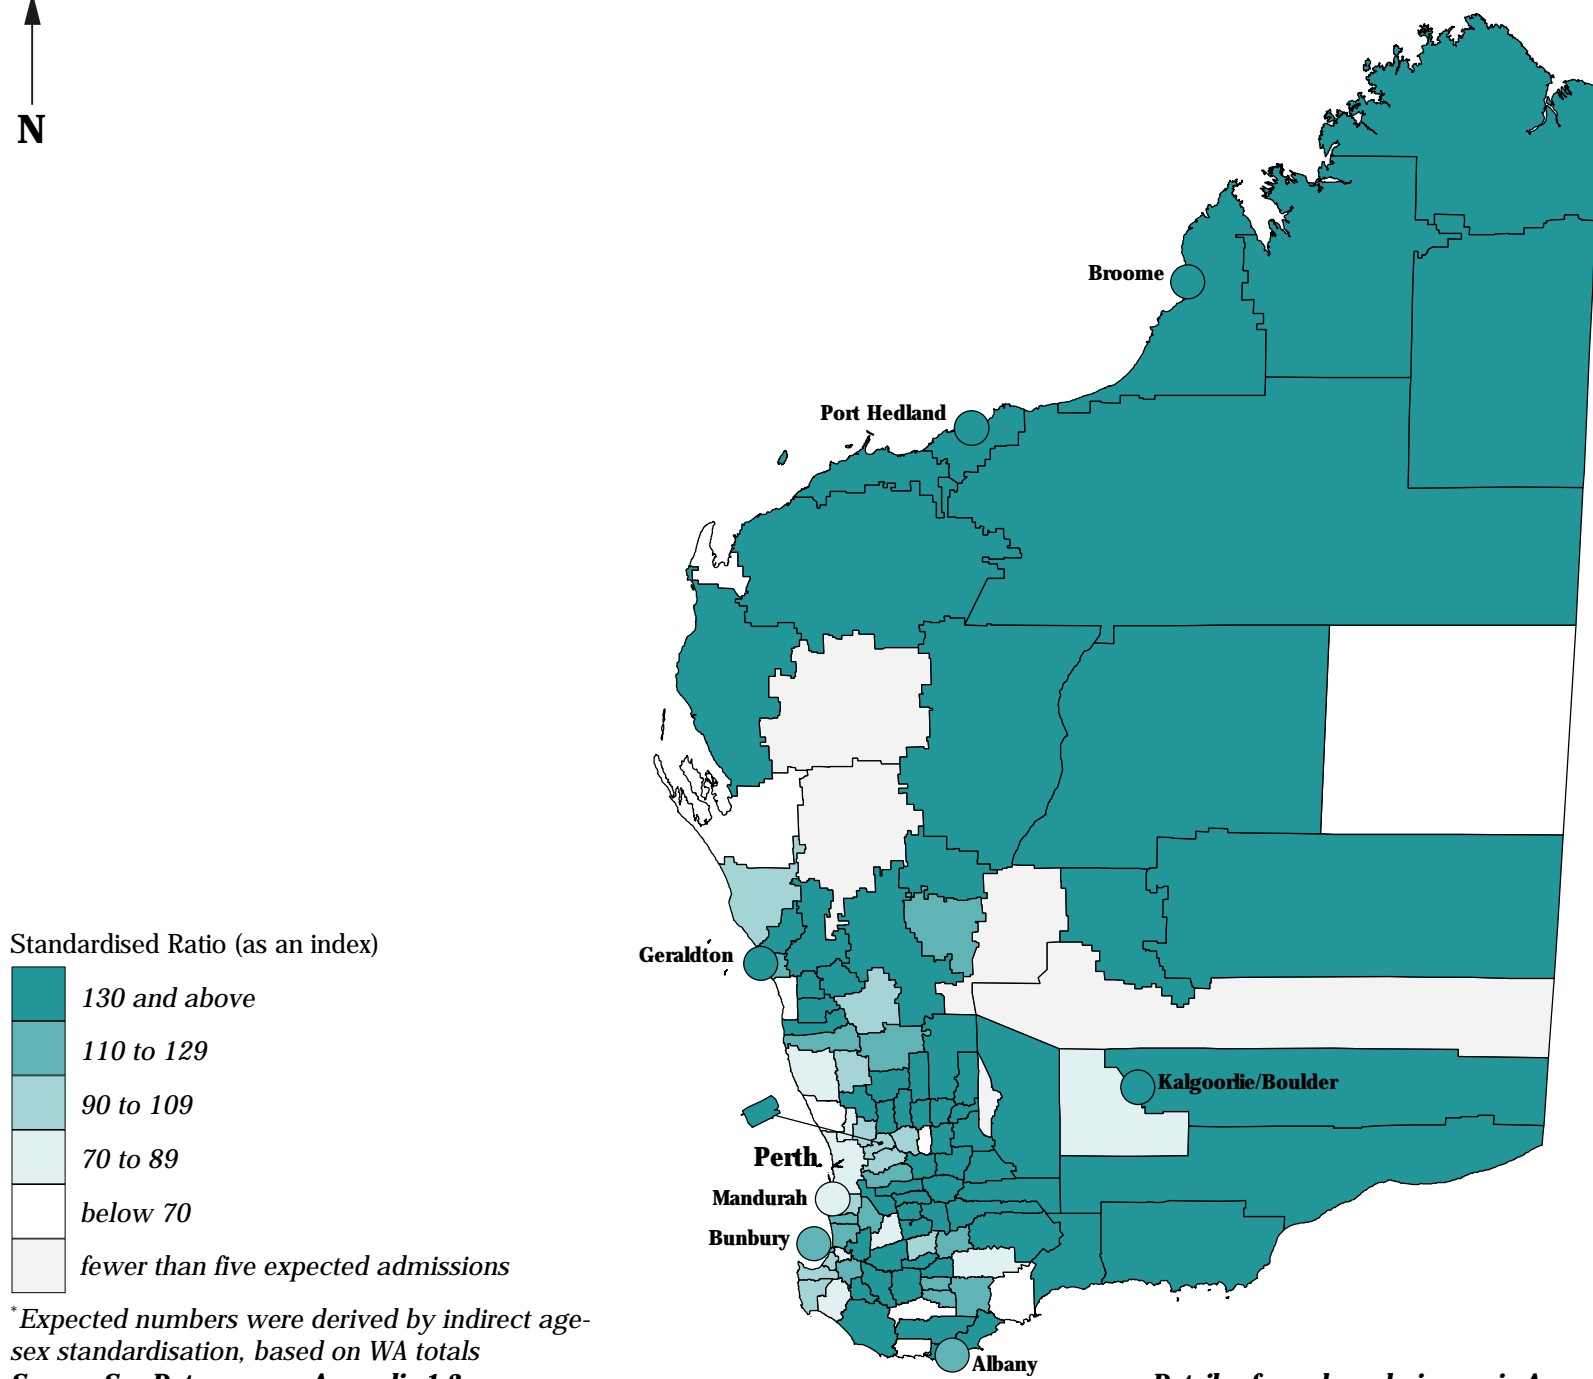 N
Broome
Port Hedland
Geraldton
Kalgoorlie/Boulder
Perth
Mandurah
Bunbury
Albany
Standardised Ratio (as an index)
130 and above
110 to 129
90 to 109
70 to 89
below 70
fewer than five expected admissions
*Expected numbers were derived by indirect age-
sex standardisation, based on WA totals